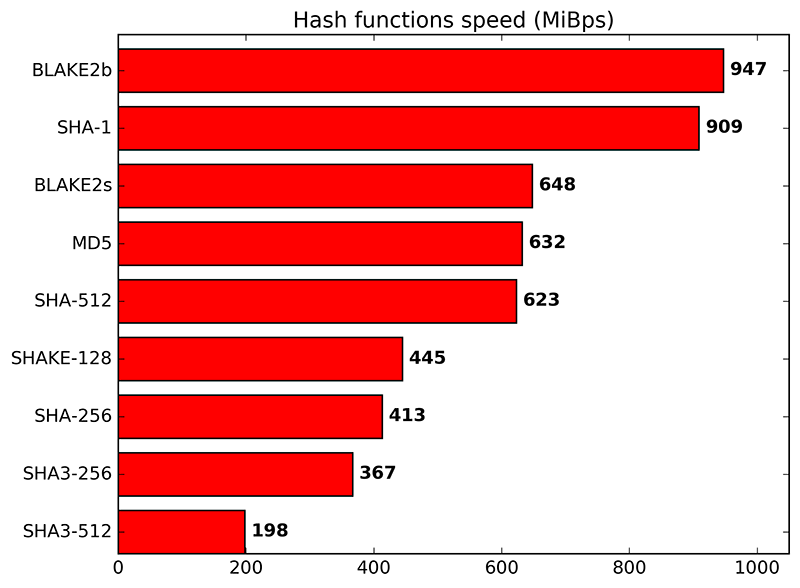 Hash functions speed (MiBps)
BLAKE2b 947
SHA-1 909
BLAKE2s 648
MD5 632
SHA-512 623
SHAKE-128 445
SHA-256 413
SHA3-256 367
SHA3-512 198
0 200 400 600 800 1000